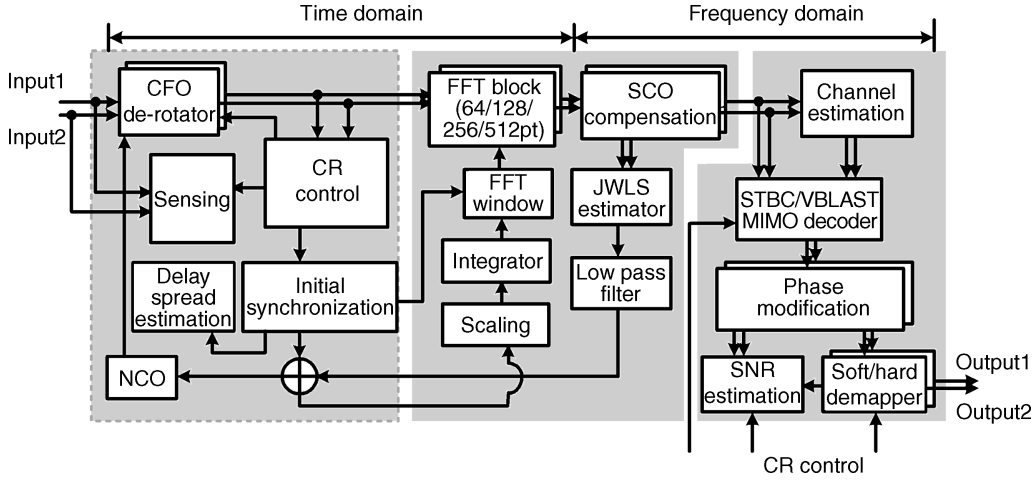 Time domain
Frequency domain
Input1
Input2
CFO
de-rotator
FFT block
(64/128/
256/512pt)
SCO
compensation
Channel
estimation
CR
control
Sensing
FFT
window
JWLS
estimator
STBC/VBLAST
MIMO decoder
Integrator
Low pass
filter
Delay
spread
estimation
Initial
synchronization
Phase
modification
Scaling
NCO
SNR
estimation
Soft/hard
demapper
Output1
Output2
CR control